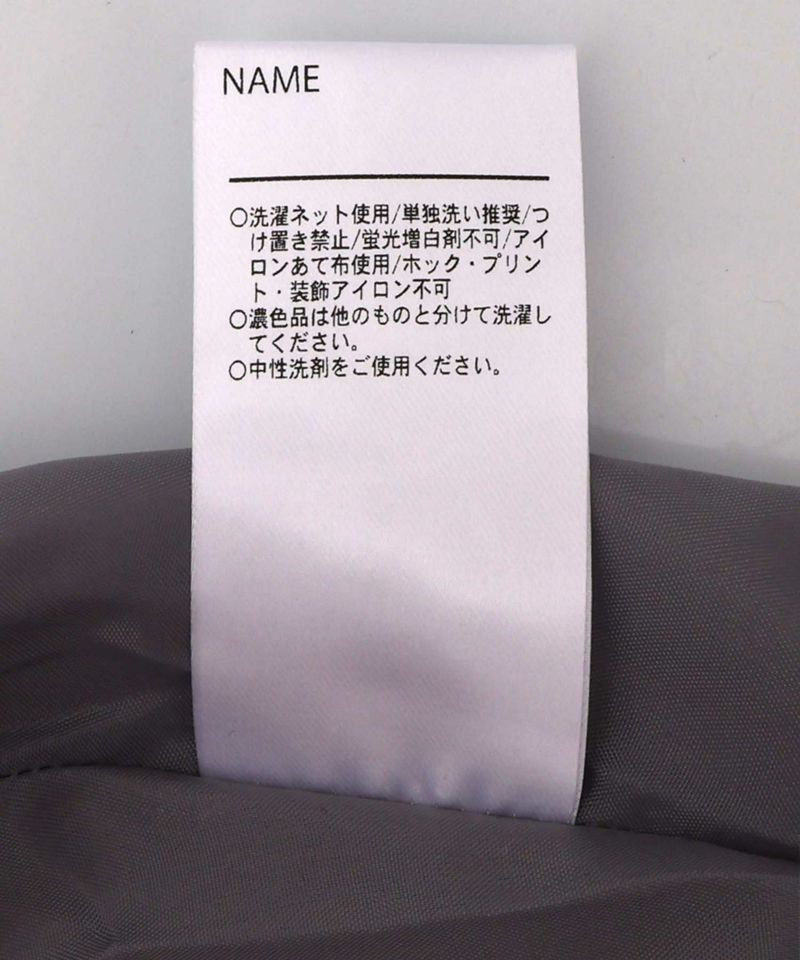 NAME
○洗濯ネット使用/単独洗い推奨/つ
け置き禁止/蛍光増白剤不可/アイ
ロンあて布使用/ホック・プリン
ト・装飾アイロン不可
○濃色品は他のものと分けて洗濯し
てください。
○中性洗剤をご使用ください。